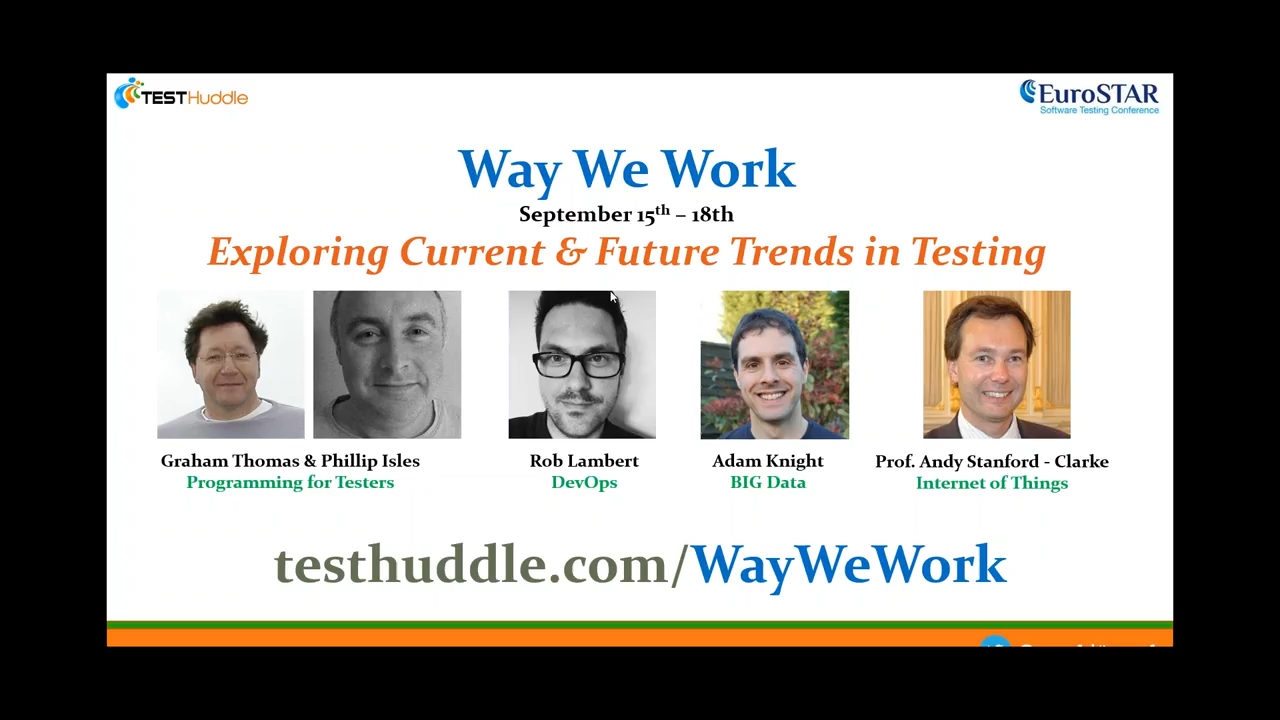 TESTHuddle
EuroSTAR
Software Testing Conference
Way We Work
September 15th – 18th
Exploring Current & Future Trends in Testing
Graham Thomas & Phillip Isles
Programming for Testers
Rob Lambert
DevOps
Adam Knight
BIG Data
Prof. Andy Stanford - Clarke
Internet of Things
testhuddle.com/WayWeWork